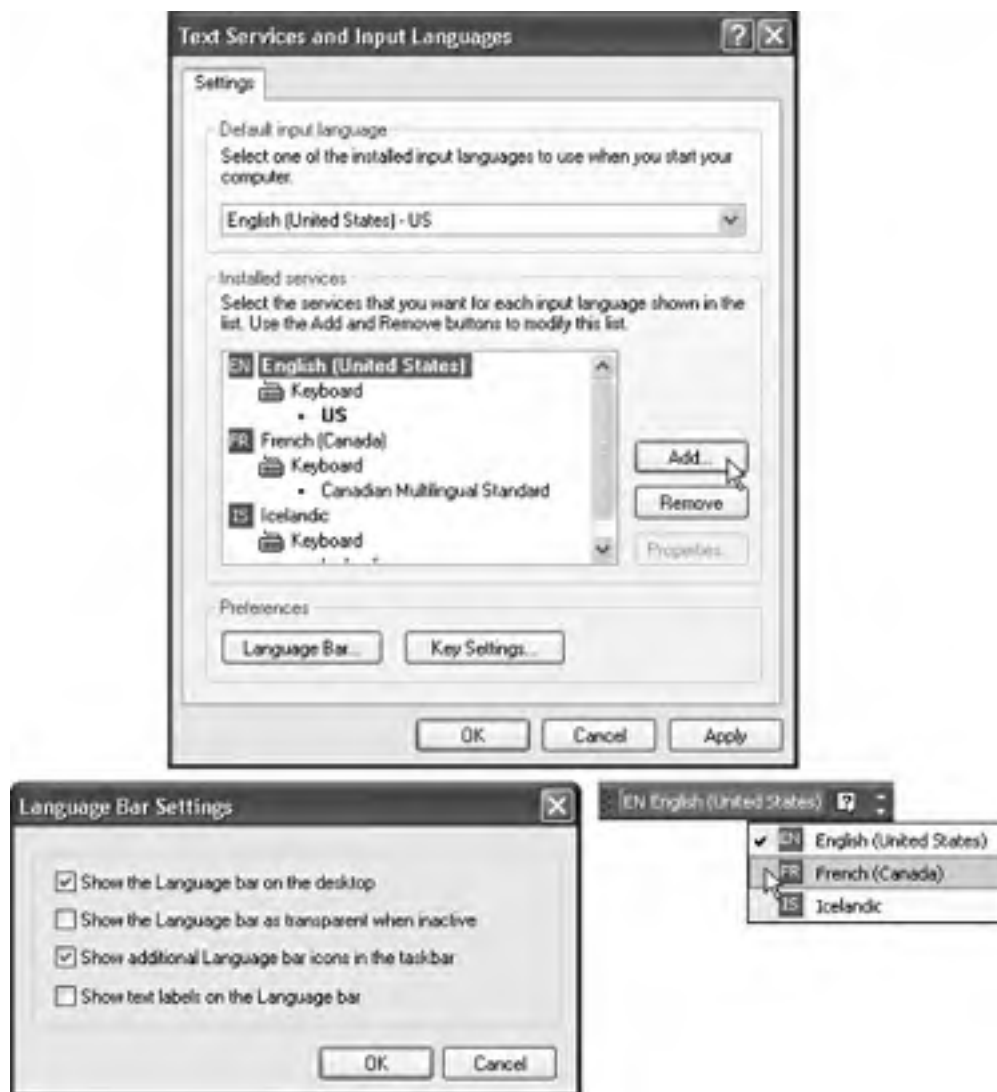 Text Services and Input Languages
Settings
Default input language
Select one of the installed input languages to use when you start your
computer.
English (United States) - US
Installed services
Select the services that you want for each input language shown in the
list. Use the Add and Remove buttons to modify this list.
EN English (United States)
Keyboard
• US
FR French (Canada)
Keyboard
• Canadian Multilingual Standard
IS Icelandic
Keyboard
Add...
Remove
Properties...
Preferences
Language Bar...
Key Settings...
OK
Cancel
Apply
Language Bar Settings
Show the Language bar on the desktop
Show the Language bar as transparent when inactive
Show additional Language bar icons in the taskbar
Show text labels on the Language bar
OK
Cancel
EN English (United States)
EN English (United States)
FR French (Canada)
IS Icelandic